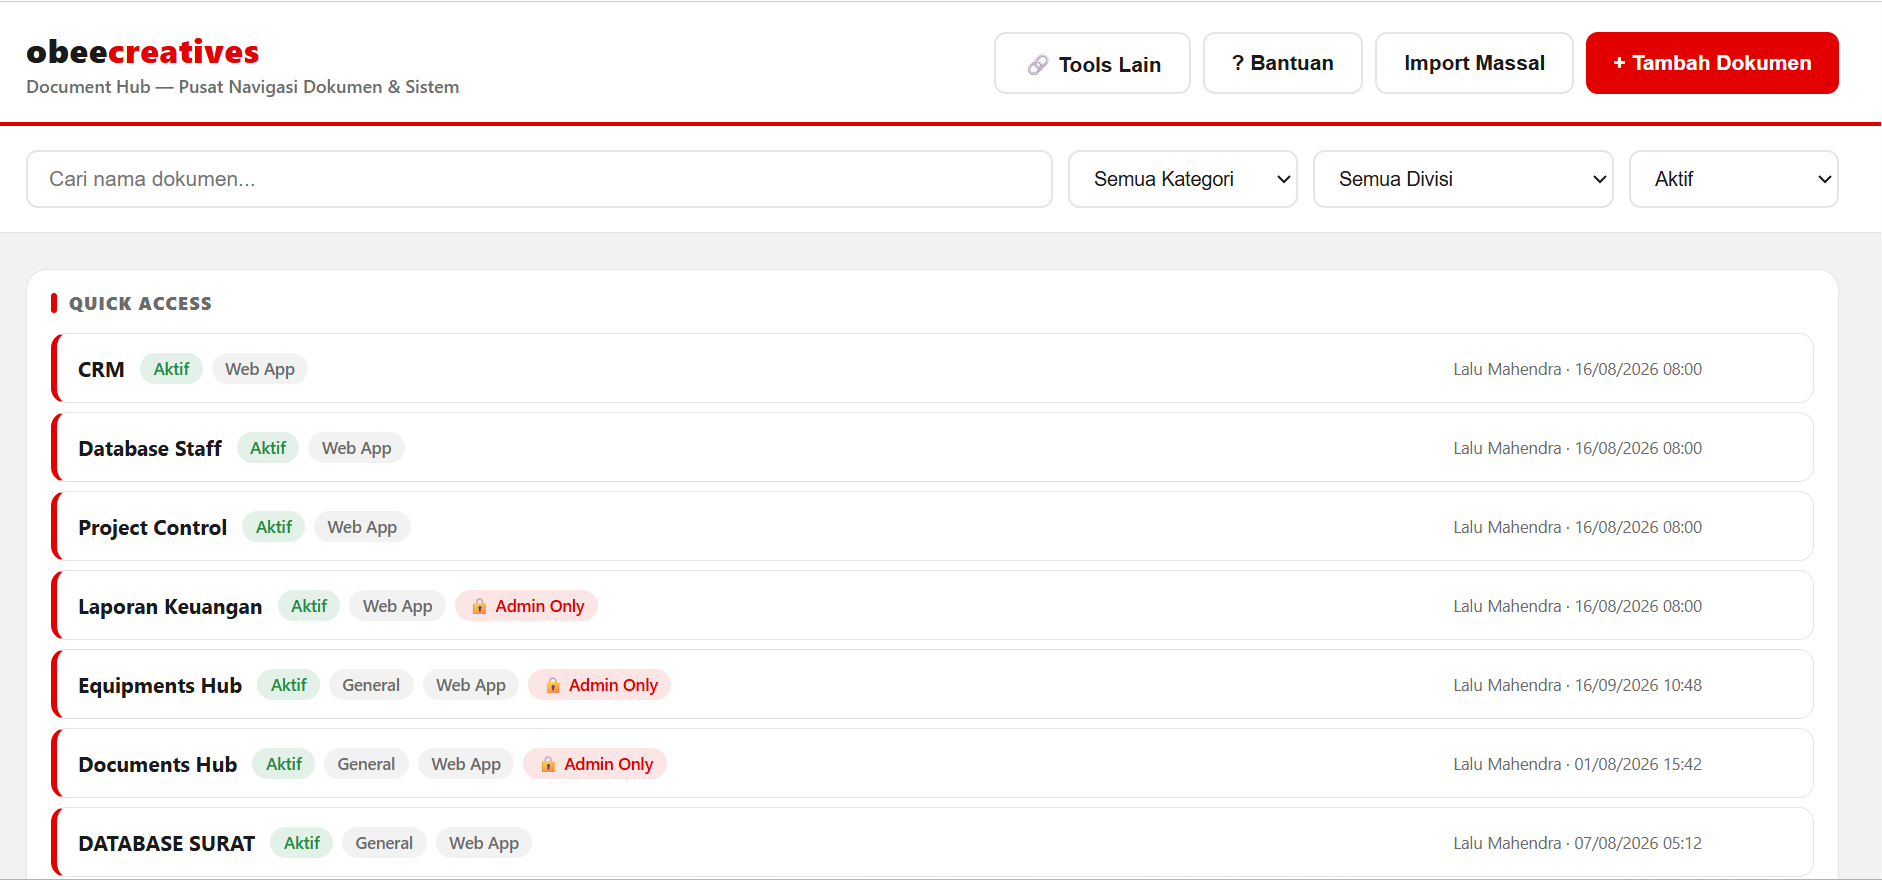 obeecreatives
Document Hub — Pusat Navigasi Dokumen & Sistem
Tools Lain
? Bantuan
Import Massal
+ Tambah Dokumen
Cari nama dokumen...
Semua Kategori
Semua Divisi
Aktif
QUICK ACCESS
CRM Aktif Web App Lalu Mahendra · 16/08/2026 08:00
Database Staff Aktif Web App Lalu Mahendra · 16/08/2026 08:00
Project Control Aktif Web App Lalu Mahendra · 16/08/2026 08:00
Laporan Keuangan Aktif Web App Admin Only Lalu Mahendra · 16/08/2026 08:00
Equipments Hub Aktif General Web App Admin Only Lalu Mahendra · 16/09/2026 10:48
Documents Hub Aktif General Web App Admin Only Lalu Mahendra · 01/08/2026 15:42
DATABASE SURAT Aktif General Web App Lalu Mahendra · 07/08/2026 05:12